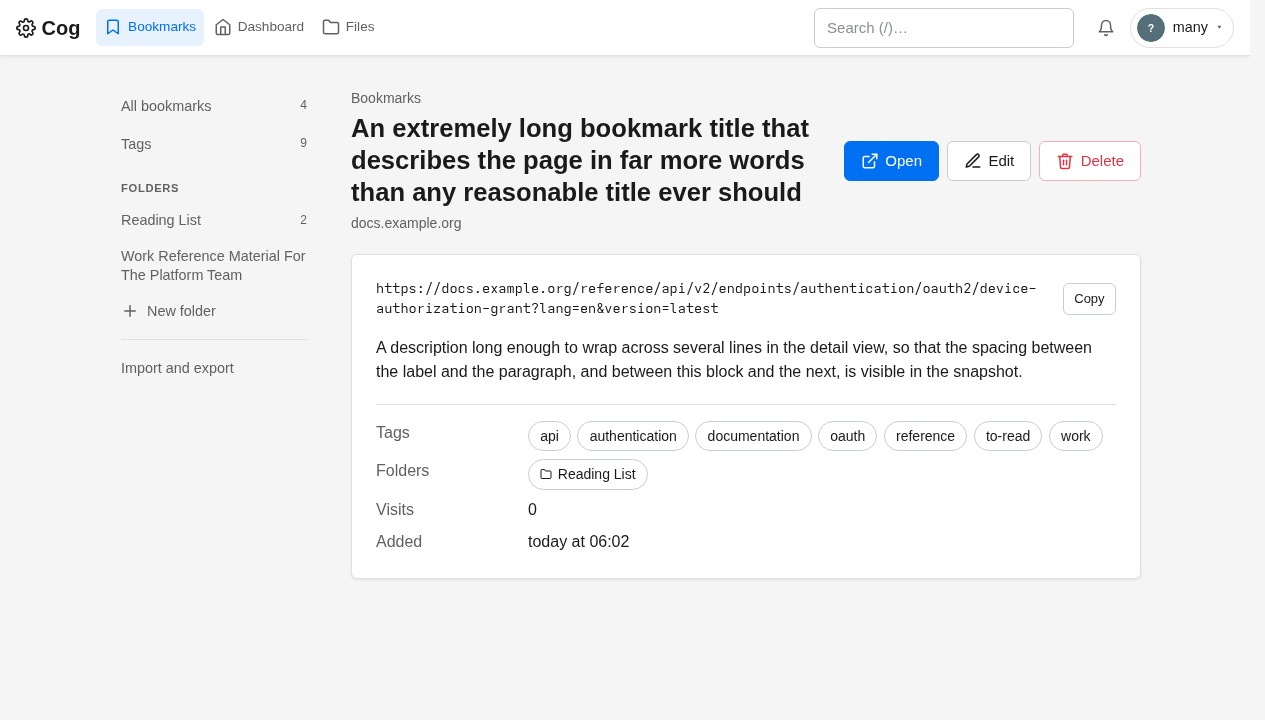 Cog
Bookmarks
Dashboard
Files
Search (/)…
?
many
All bookmarks
4
Tags
9
FOLDERS
Reading List
2
Work Reference Material For
The Platform Team
New folder
Import and export
Bookmarks
An extremely long bookmark title that
describes the page in far more words
than any reasonable title ever should
docs.example.org
Open
Edit
Delete
https://docs.example.org/reference/api/v2/endpoints/authentication/oauth2/device-
authorization-grant?lang=en&version=latest
Copy
A description long enough to wrap across several lines in the detail view, so that the spacing between
the label and the paragraph, and between this block and the next, is visible in the snapshot.
Tags
api
authentication
documentation
oauth
reference
to-read
work
Folders
Reading List
Visits
0
Added
today at 06:02